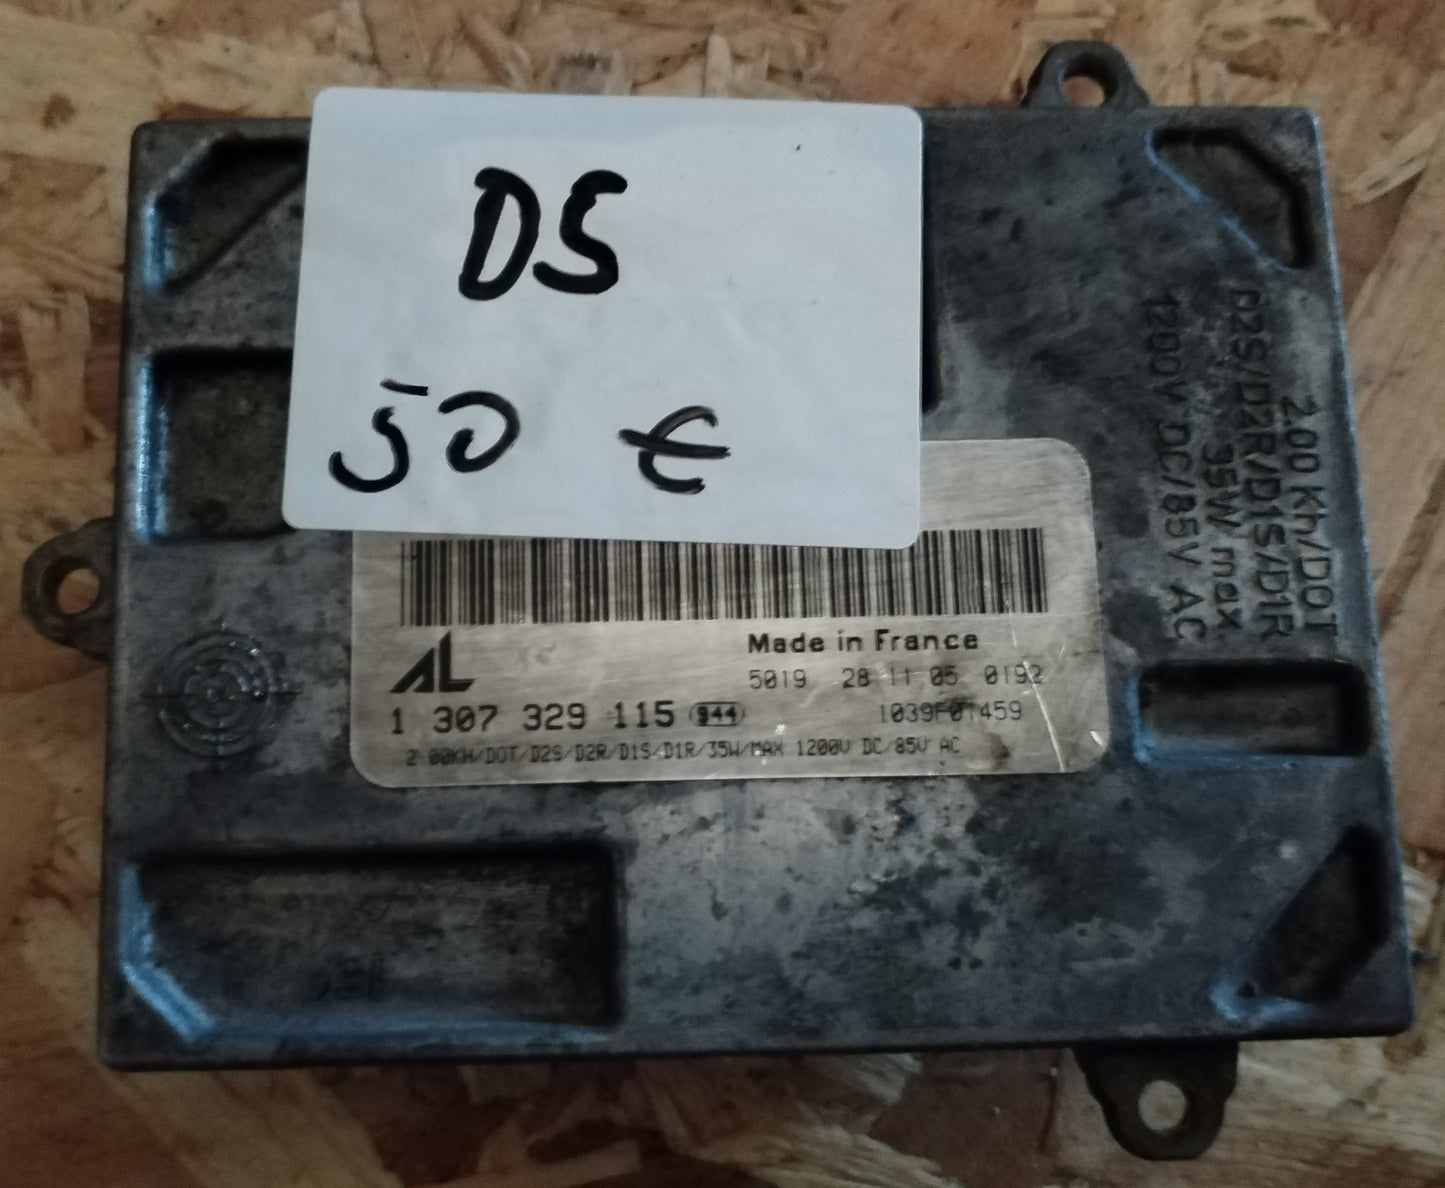 DS
50 €
AL
Made in France
5019 28 11 05 0192
1 307 329 115 944
1039F01459
2.00KH/DOT/D2S/D2R/D1S/D1R/35W/MAX 1200V DC/85V AC
2.00 Kh/DOT
D2S/D2R/D1S/D1R
35W max.
1200V DC/85V AC